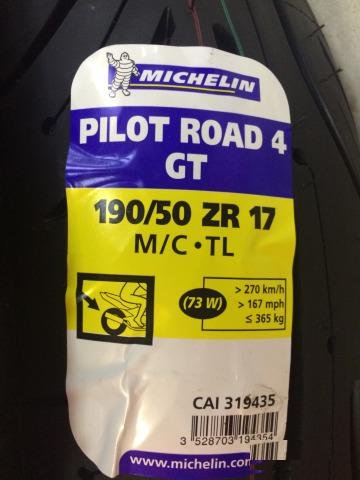 MICHELIN
PILOT ROAD 4
GT
190/50 ZR 17
M/C • TL
(73 W)
> 270 km/h
> 167 mph
≤ 365 kg
CAI 319435
3 528703 194354
www.michelin.con